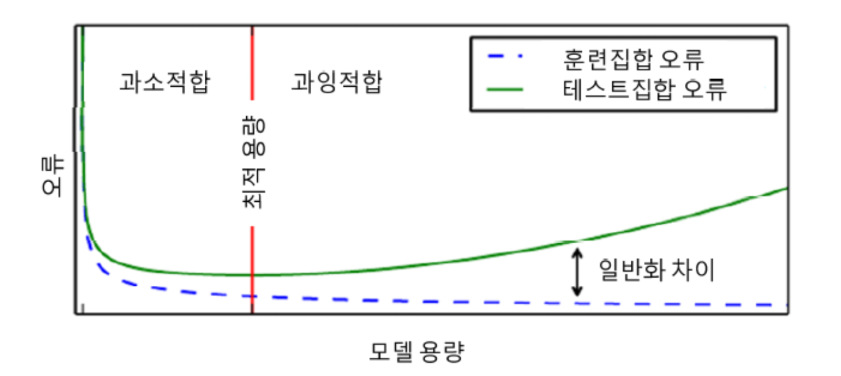 과소적합
과잉적합
훈련집합 오류
테스트집합 오류
최적 용량
오류
일반화 차이
모델 용량